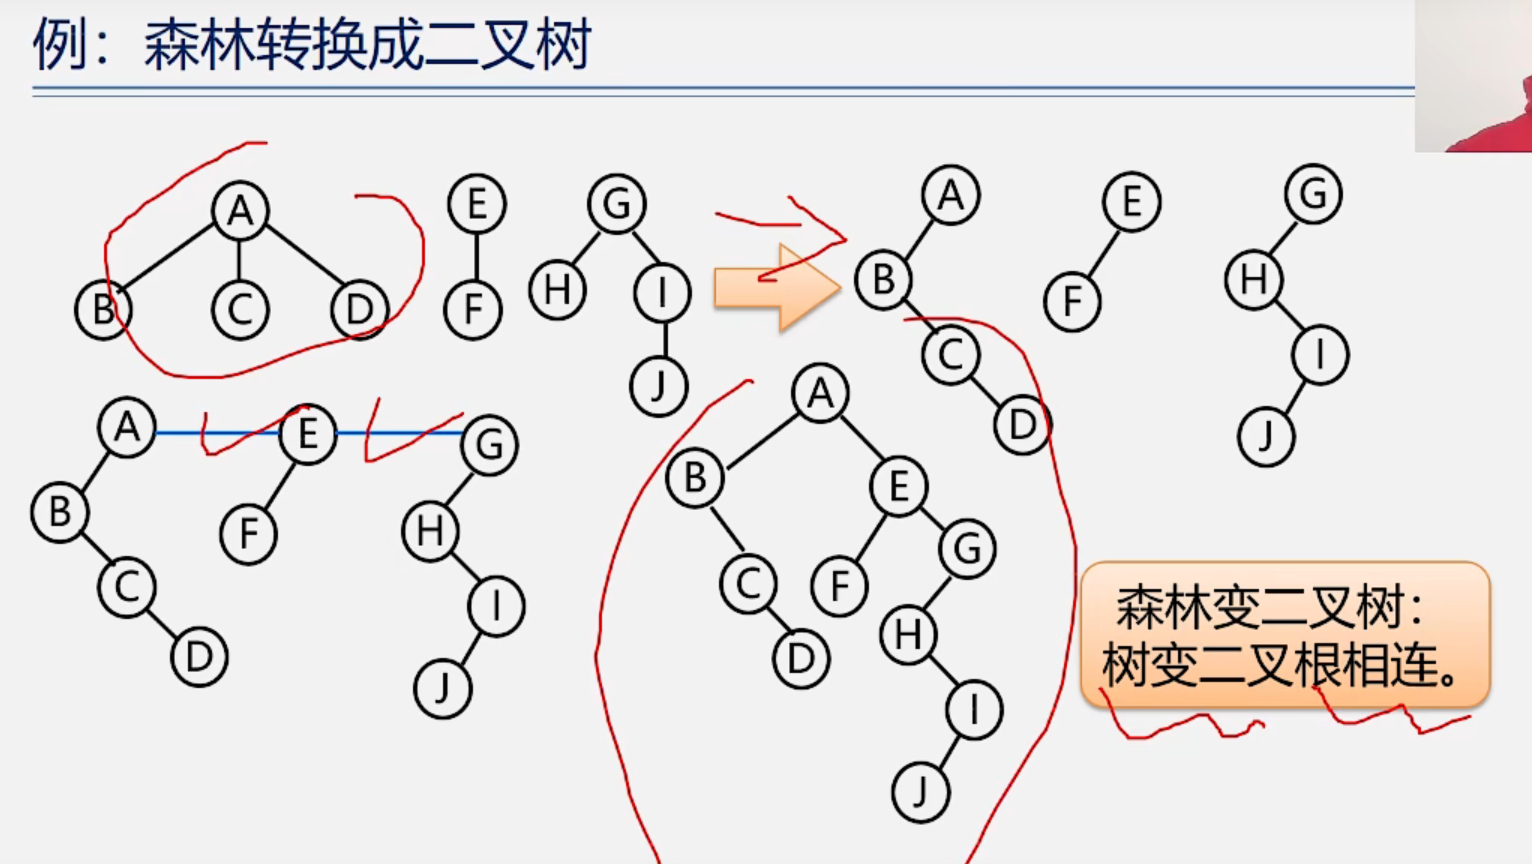 例：森林转换成二叉树
A E G A E G
B C D F H I B F H
J C I
D J
A E G A
B F H B E
C I C F G
D J D H
I
J
森林变二叉树：
树变二叉根相连。